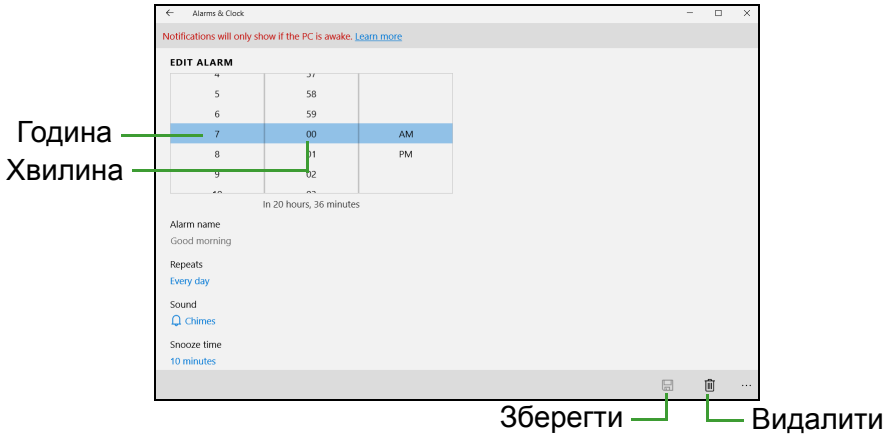 Alarms & Clock
Notifications will only show if the PC is awake. Learn more
EDIT ALARM
4 57
5 58
6 59
Година
7 00 AM
8 01 PM
Хвилина
9 02
10 03
In 20 hours, 36 minutes
Alarm name
Good morning
Repeats
Every day
Sound
Chimes
Snooze time
10 minutes
Зберегти Видалити